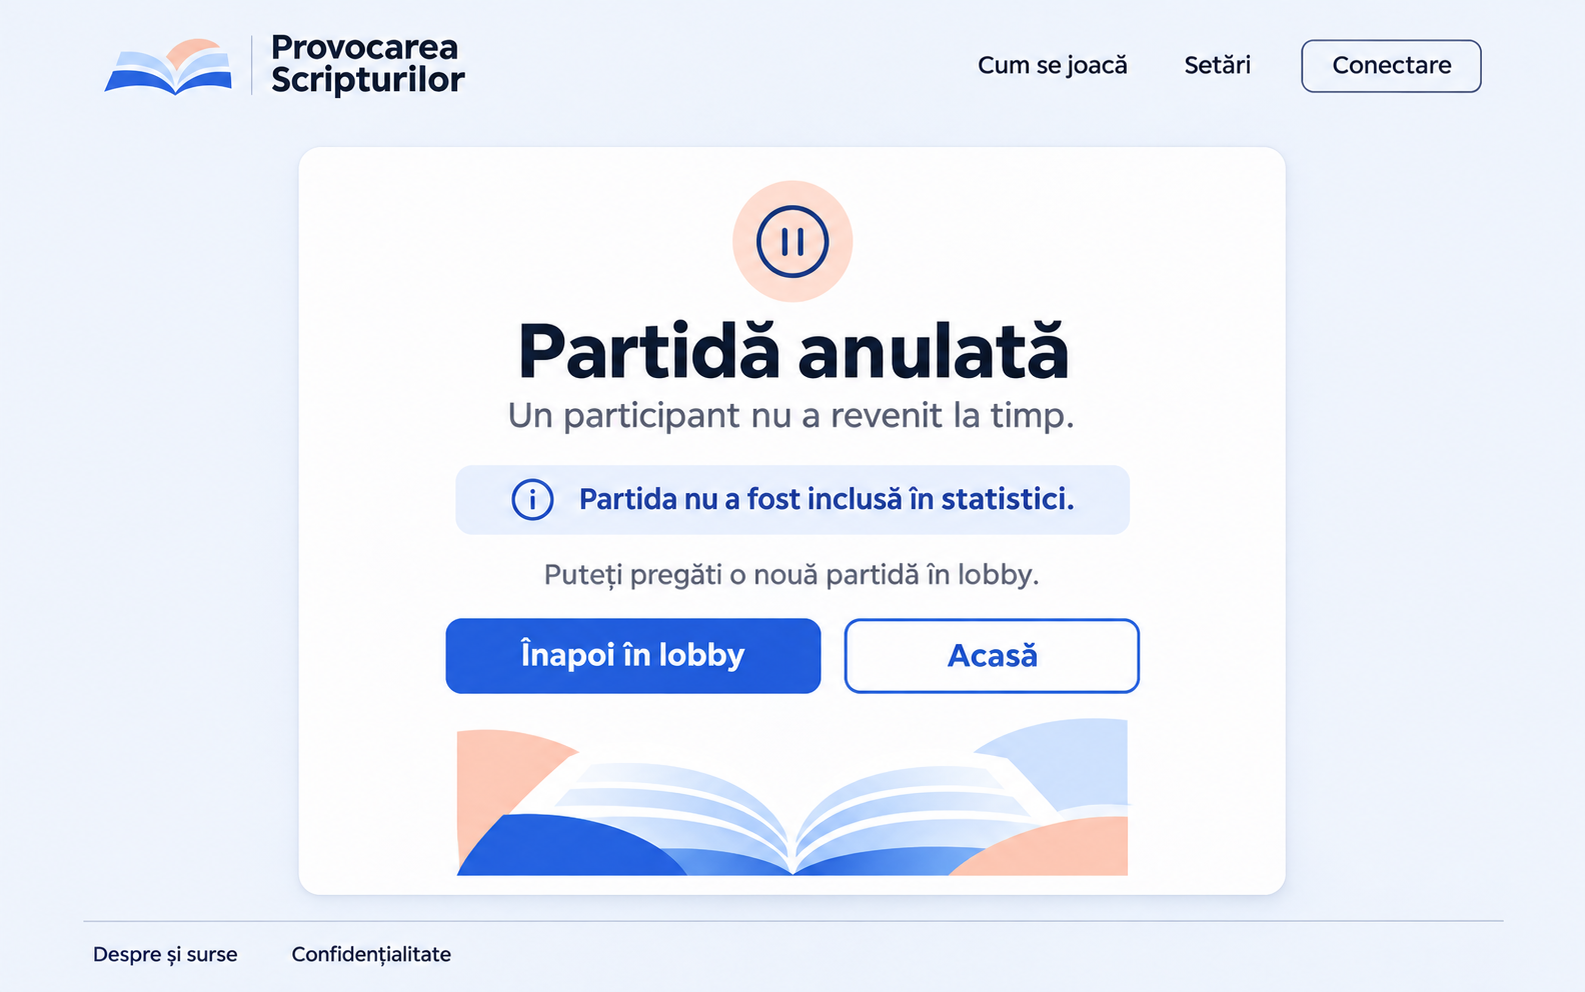 Provocarea
Scripturilor
Cum se joacă
Setări
Conectare
Partidă anulată
Un participant nu a revenit la timp.
Partida nu a fost inclusă în statistici.
Puteți pregăti o nouă partidă în lobby.
Înapoi în lobby
Acasă
Despre și surse
Confidențialitate